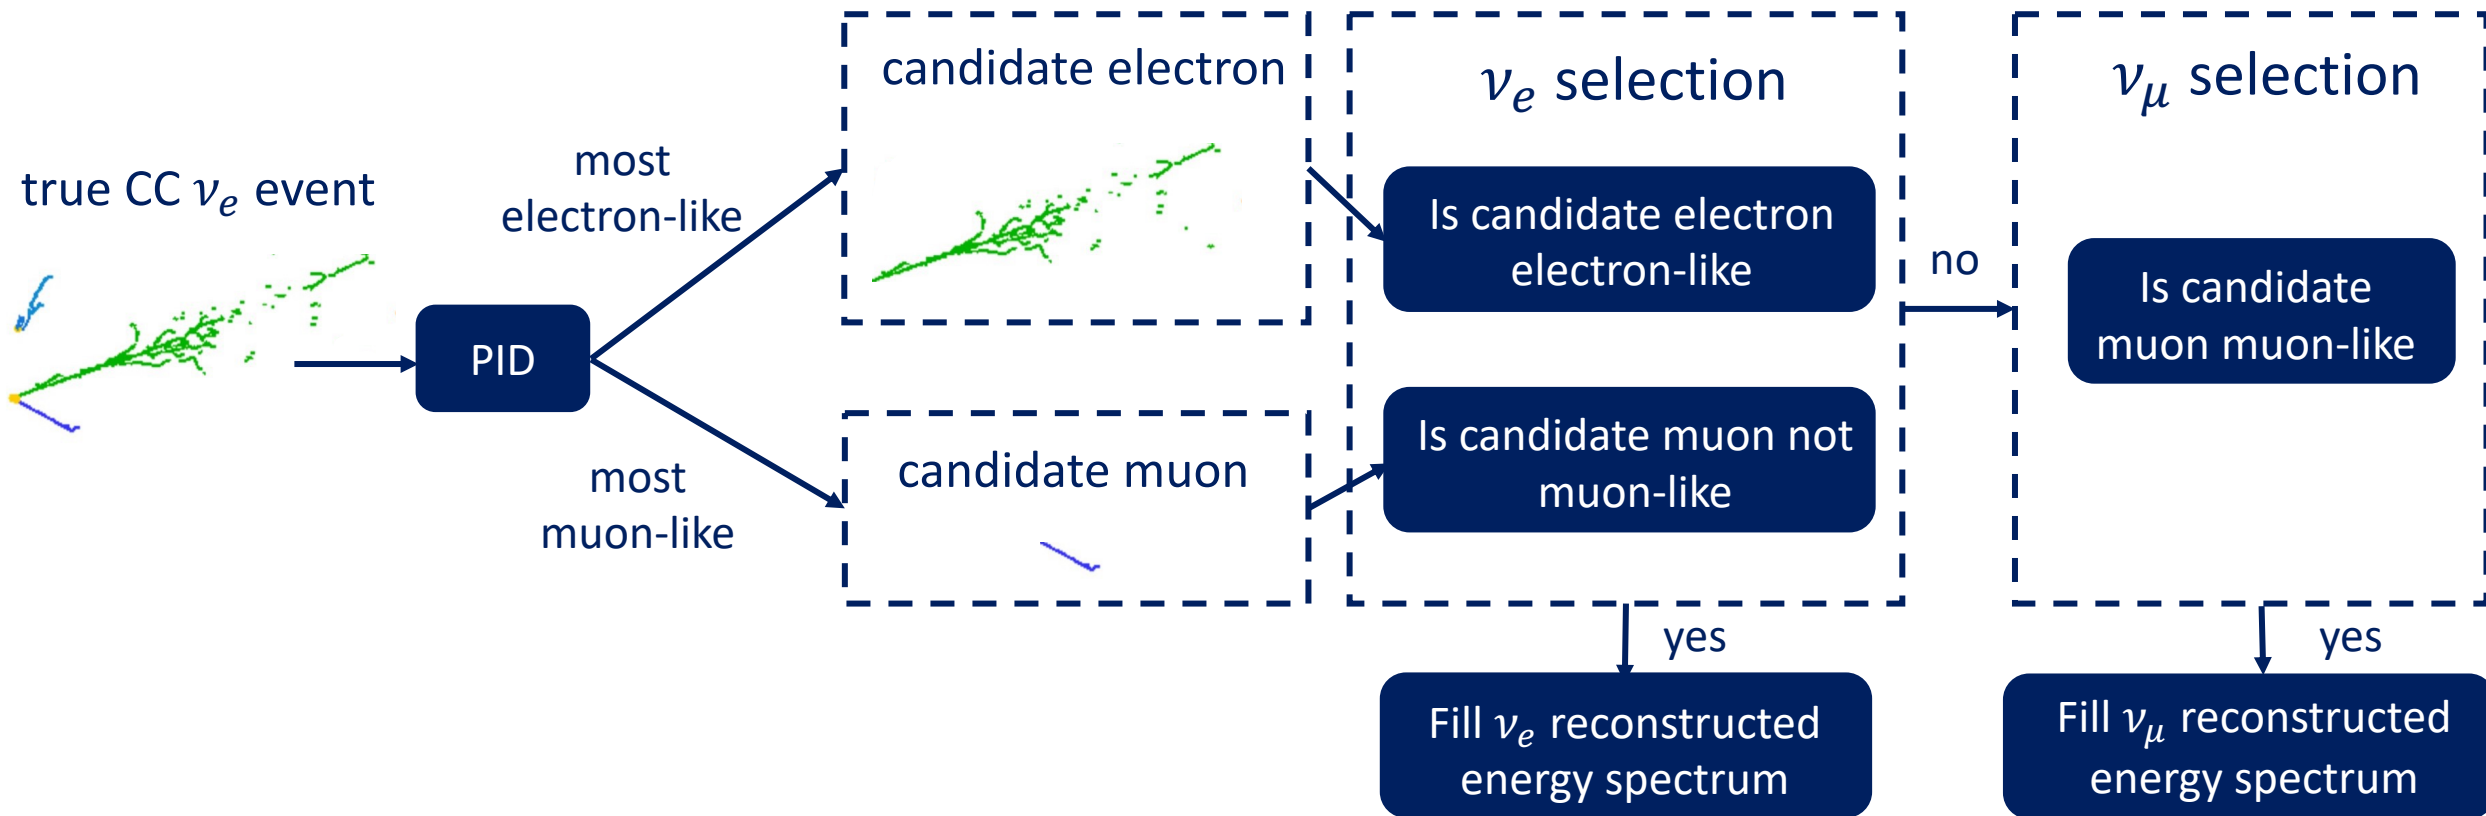 true CC νₑ event
PID
most
electron-like
most
muon-like
candidate electron
candidate muon
νₑ selection
Is candidate electron
electron-like
Is candidate muon not
muon-like
yes
Fill νₑ reconstructed
energy spectrum
no
ν_μ selection
Is candidate
muon muon-like
yes
Fill ν_μ reconstructed
energy spectrum